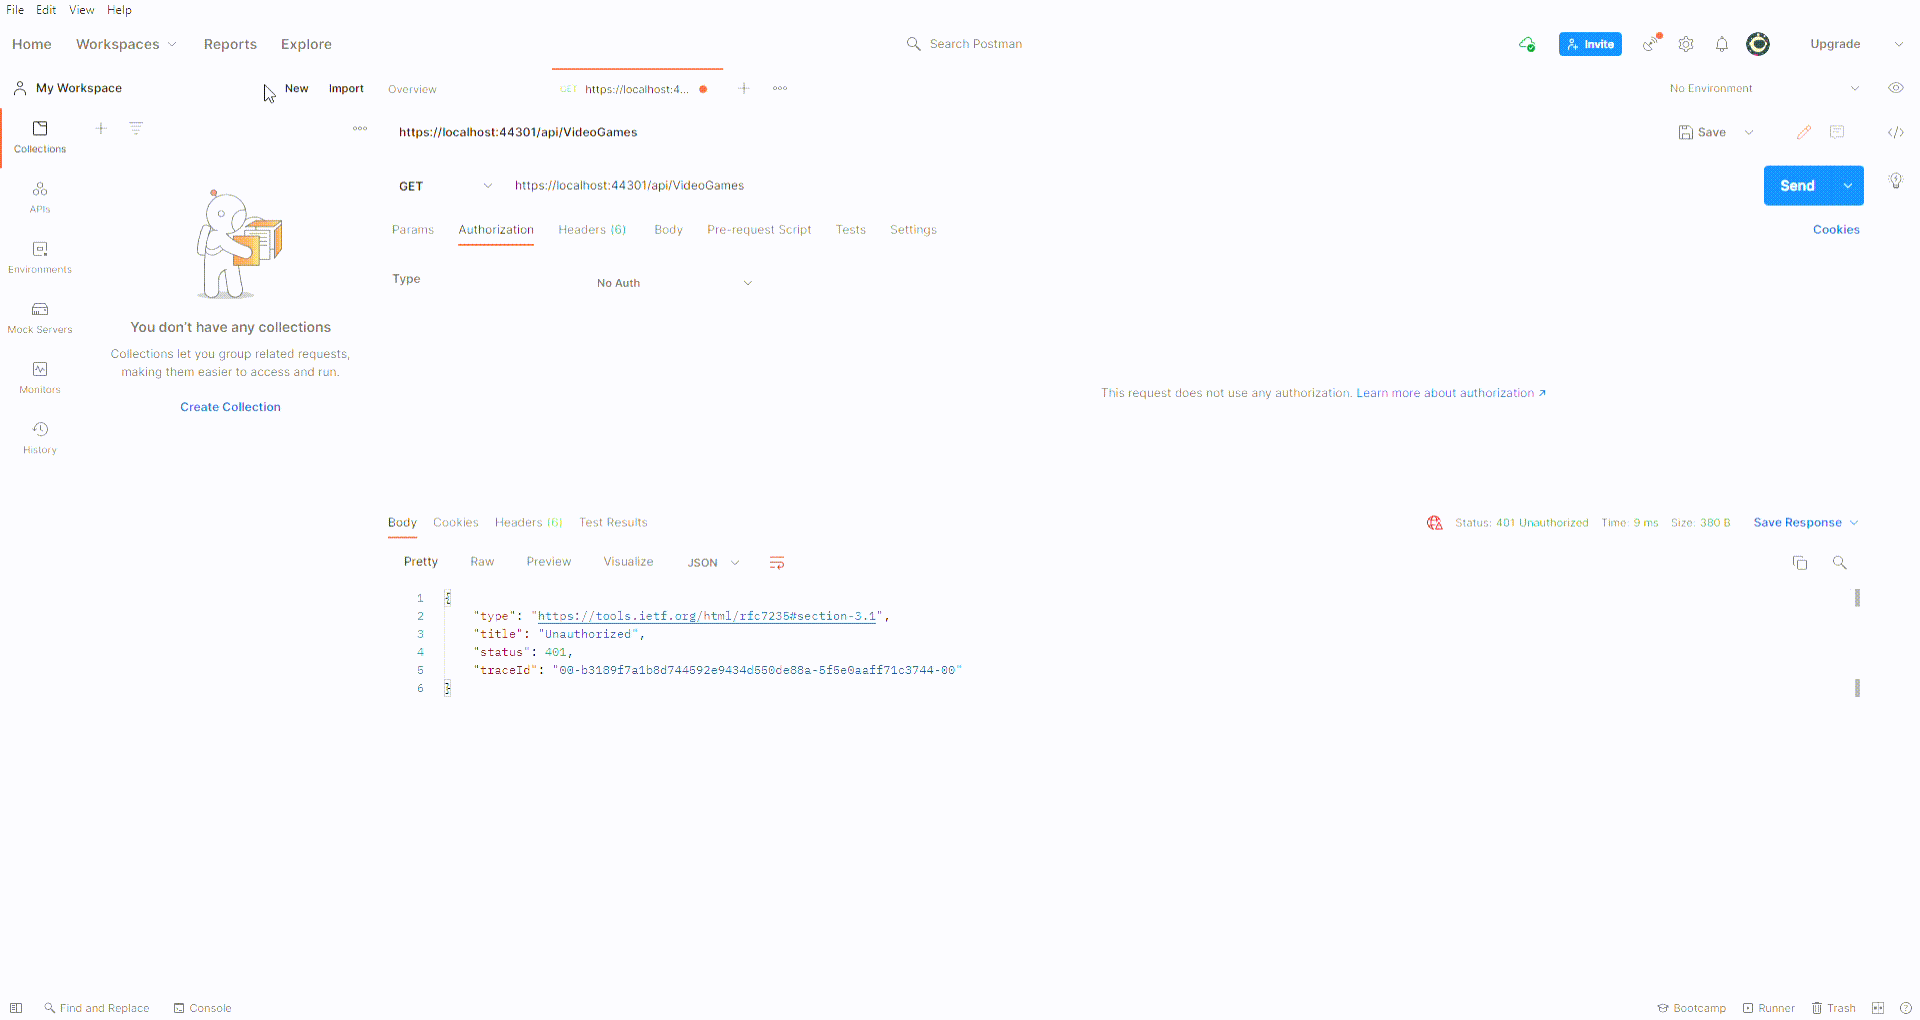 File Edit View Help
Home Workspaces Reports Explore Search Postman Invite Upgrade
My Workspace New Import Overview GET https://localhost:4... No Environment
Collections
APIs
Environments
Mock Servers
Monitors
History
You don't have any collections
Collections let you group related requests,
making them easier to access and run.
Create Collection
https://localhost:44301/api/VideoGames Save
GET https://localhost:44301/api/VideoGames Send
Params Authorization Headers (6) Body Pre-request Script Tests Settings Cookies
Type No Auth
This request does not use any authorization. Learn more about authorization ↗
Body Cookies Headers (6) Test Results Status: 401 Unauthorized Time: 9 ms Size: 380 B Save Response
Pretty Raw Preview Visualize JSON
1 {
2 "type": "https://tools.ietf.org/html/rfc7235#section-3.1",
3 "title": "Unauthorized",
4 "status": 401,
5 "traceId": "00-b3189f7a1b8d744592e9434d550de88a-5f5e0aaff71c3744-00"
6 }
Find and Replace Console Bootcamp Runner Trash